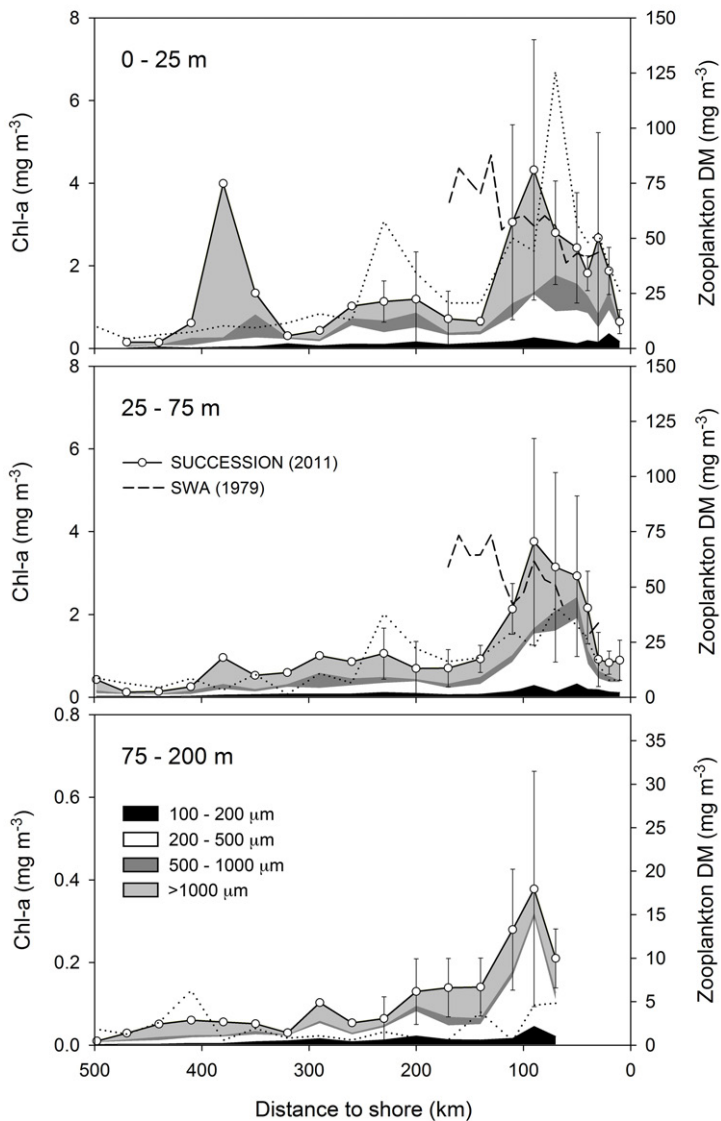 0 - 25 m
8
6
4
2
0
Chl-a (mg m-3)
150
125
100
75
50
25
0
Zooplankton DM (mg m-3)
25 - 75 m
SUCCESSION (2011)
SWA (1979)
8
6
4
2
0
Chl-a (mg m-3)
150
125
100
75
50
25
0
Zooplankton DM (mg m-3)
75 - 200 m
100 - 200 μm
200 - 500 μm
500 - 1000 μm
>1000 μm
0.8
0.6
0.4
0.2
0.0
Chl-a (mg m-3)
35
30
25
20
15
10
5
0
Zooplankton DM (mg m-3)
500 400 300 200 100 0
Distance to shore (km)